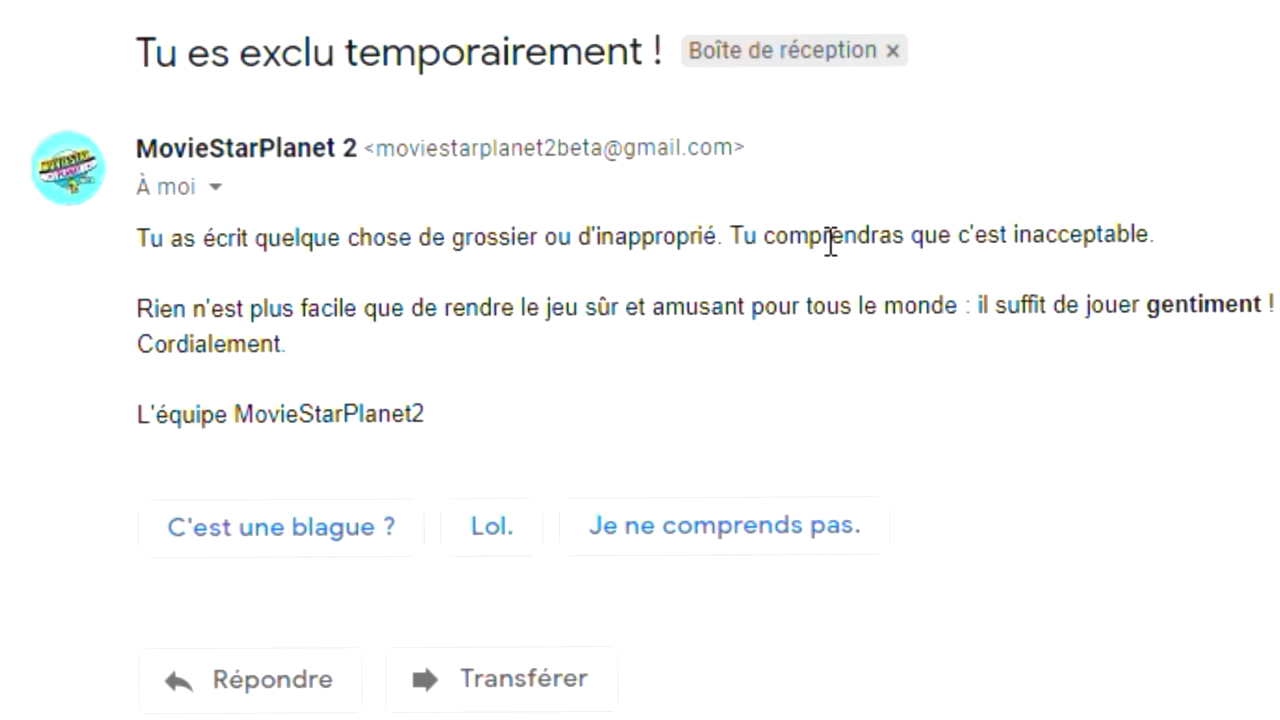 Tu es exclu temporairement ! Boîte de réception ×
MovieStarPlanet 2 <moviestarplanet2beta@gmail.com>
À moi
Tu as écrit quelque chose de grossier ou d'inapproprié. Tu comprendras que c'est inacceptable.
Rien n'est plus facile que de rendre le jeu sûr et amusant pour tous le monde : il suffit de jouer gentiment !
Cordialement.
L'équipe MovieStarPlanet2
C'est une blague ? Lol. Je ne comprends pas.
Répondre Transférer